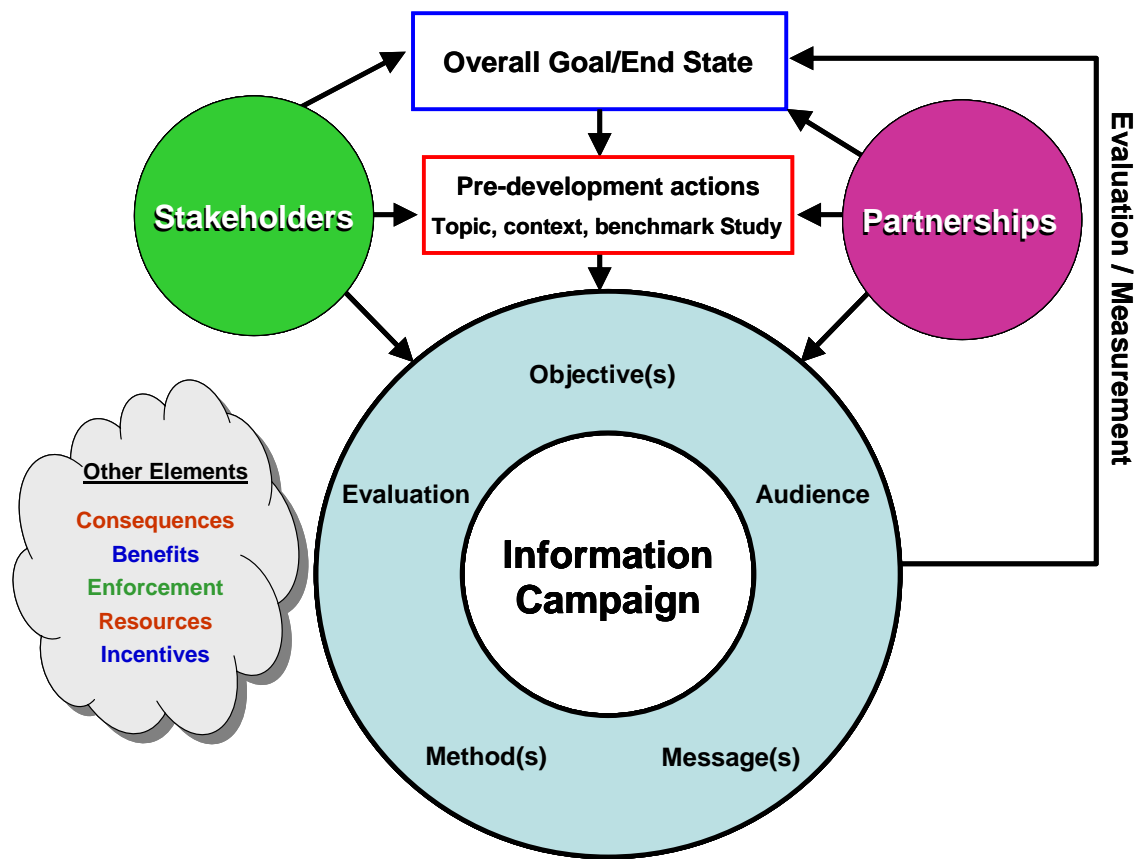 Overall Goal/End State
Pre-development actions
Topic, context, benchmark Study
Stakeholders
Partnerships
Evaluation / Measurement
Objective(s)
Evaluation
Audience
Information
Campaign
Method(s)
Message(s)
Other Elements
Consequences
Benefits
Enforcement
Resources
Incentives